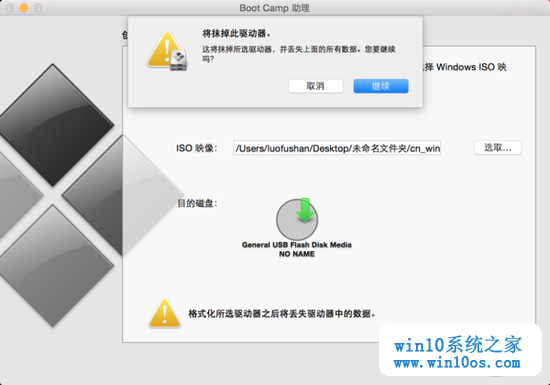 Boot Camp 助理
将抹掉此驱动器。
这将抹掉所选驱动器，并丢失上面的所有数据。您要继续
吗？
取消
继续
创
选择 Windows ISO 映
ISO 映像：
/Users/luofushan/Desktop/未命名文件夹/cn_win
选取...
目的磁盘：
General USB Flash Disk Media
NO NAME
格式化所选驱动器之后将丢失驱动器中的数据。
win10系统之家
www.win10os.com